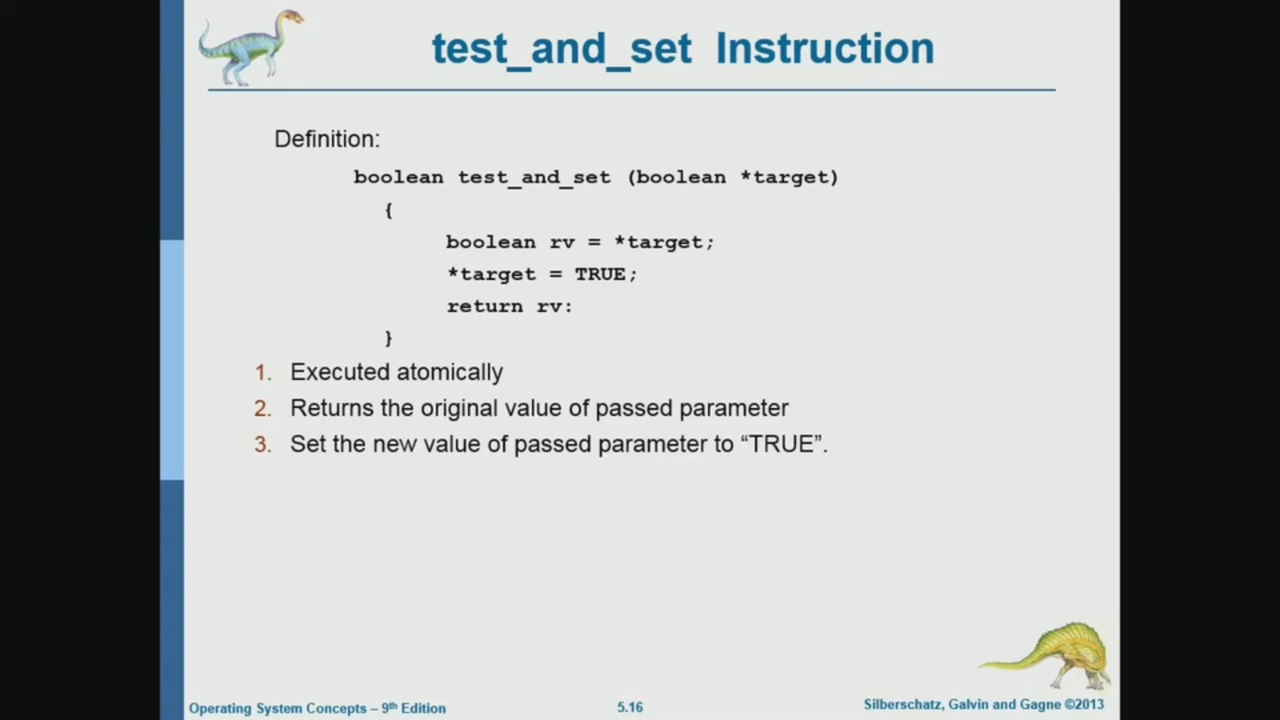 test_and_set Instruction
Definition:
boolean test_and_set (boolean *target)
{
boolean rv = *target;
*target = TRUE;
return rv:
}
1. Executed atomically
2. Returns the original value of passed parameter
3. Set the new value of passed parameter to “TRUE”.
Operating System Concepts – 9th Edition
5.16
Silberschatz, Galvin and Gagne ©2013